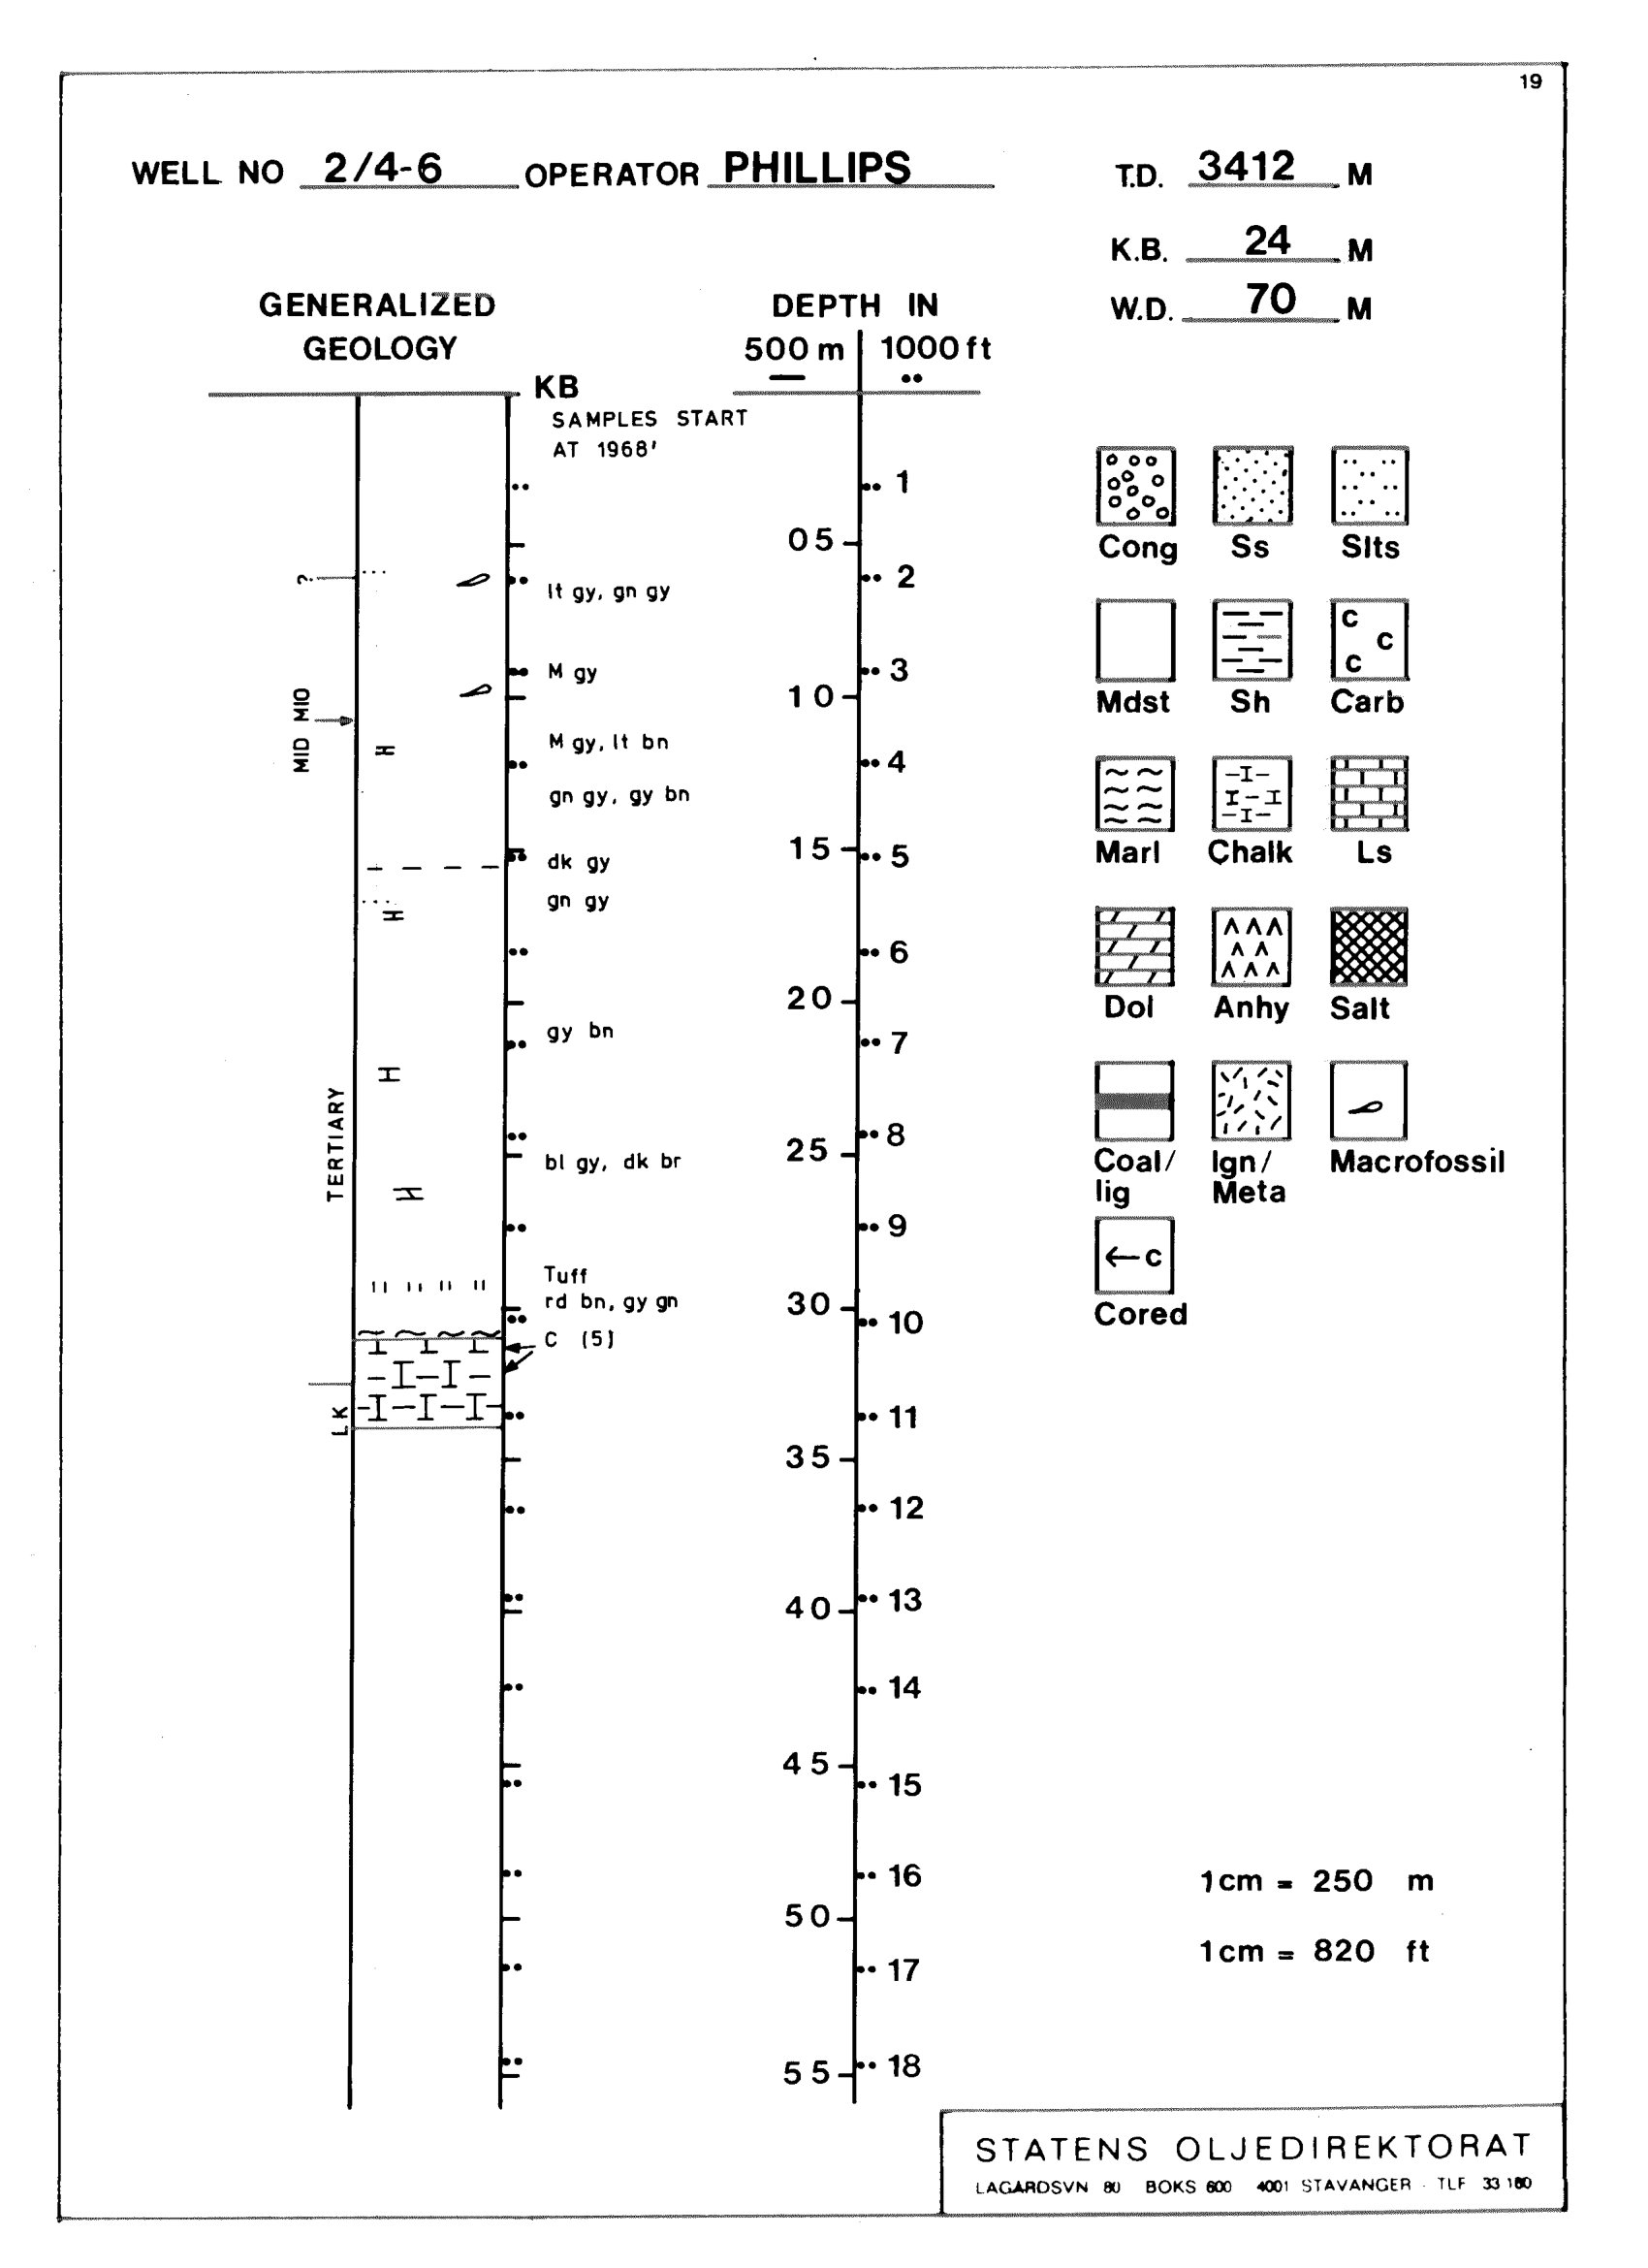 19
WELL NO 2/4-6 OPERATOR PHILLIPS T.D. 3412 M
K.B. 24 M
W.D. 70 M
GENERALIZED
GEOLOGY
DEPTH IN
500 m 1000 ft
KB
SAMPLES START
AT 1968'
1
05
2
?
lt gy, gn gy
M gy
3
10
MID MIO
M gy, lt bn
4
gn gy, gy bn
15
5
dk gy
gn gy
6
20
gy bn
7
TERTIARY
8
25
bl gy, dk br
9
Tuff
rd bn, gy gn
30
10
C (5)
LK
11
35
12
13
40
14
45
15
16
50
17
18
55
Cong Ss Slts
C
C
C
Mdst Sh Carb
Marl Chalk Ls
Dol Anhy Salt
Coal/ Ign/ Macrofossil
lig Meta
←c
Cored
1cm = 250 m
1cm = 820 ft
STATENS OLJEDIREKTORAT
LAGÅRDSVN 80 BOKS 600 4001 STAVANGER - TLF 33 180